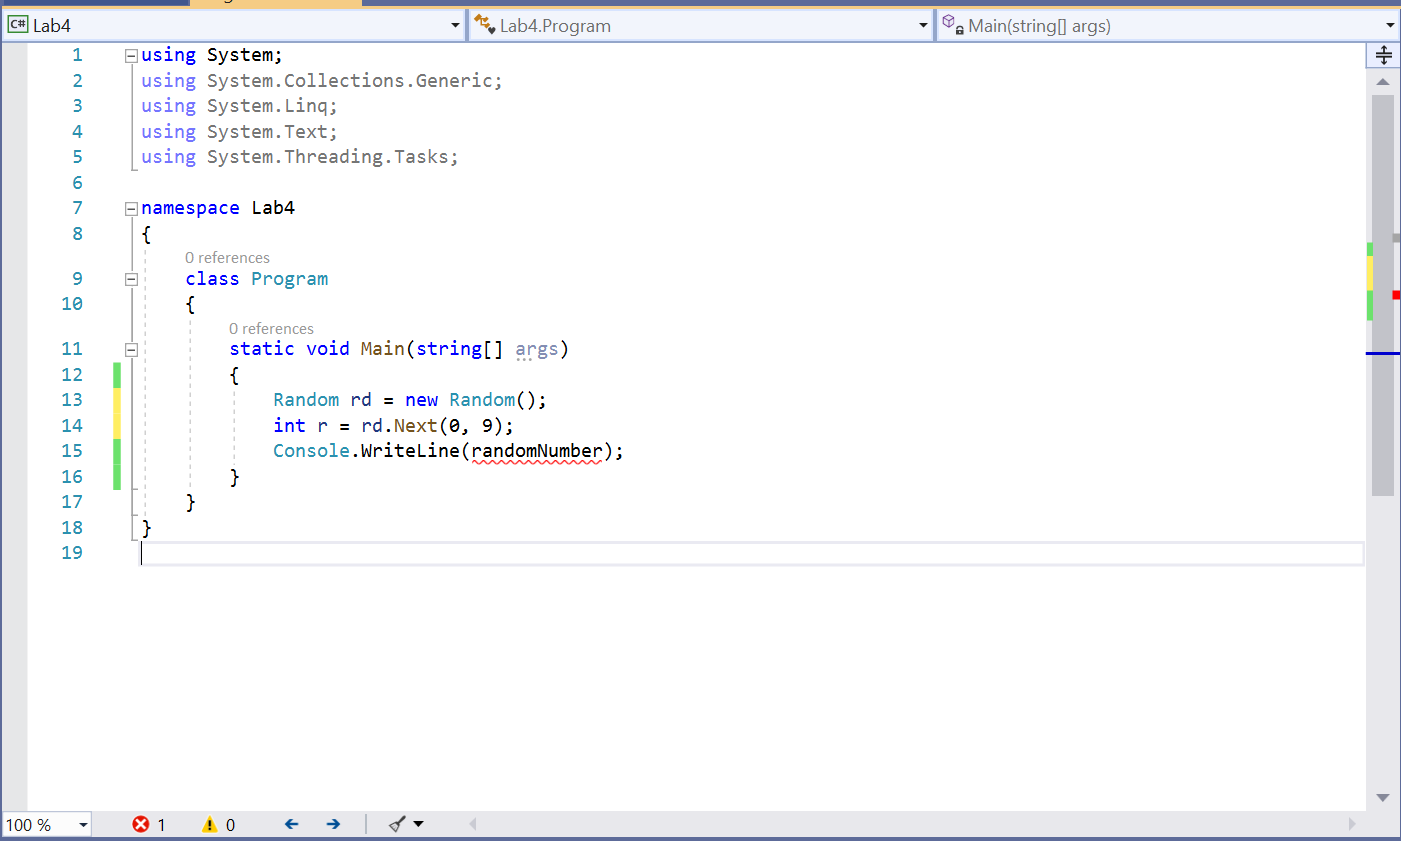 C# Lab4 Lab4.Program Main(string[] args)
1 using System;
2 using System.Collections.Generic;
3 using System.Linq;
4 using System.Text;
5 using System.Threading.Tasks;
6
7 namespace Lab4
8 {
0 references
9 class Program
10 {
0 references
11 static void Main(string[] args)
12 {
13 Random rd = new Random();
14 int r = rd.Next(0, 9);
15 Console.WriteLine(randomNumber);
16 }
17 }
18 }
19
100 % 1 0